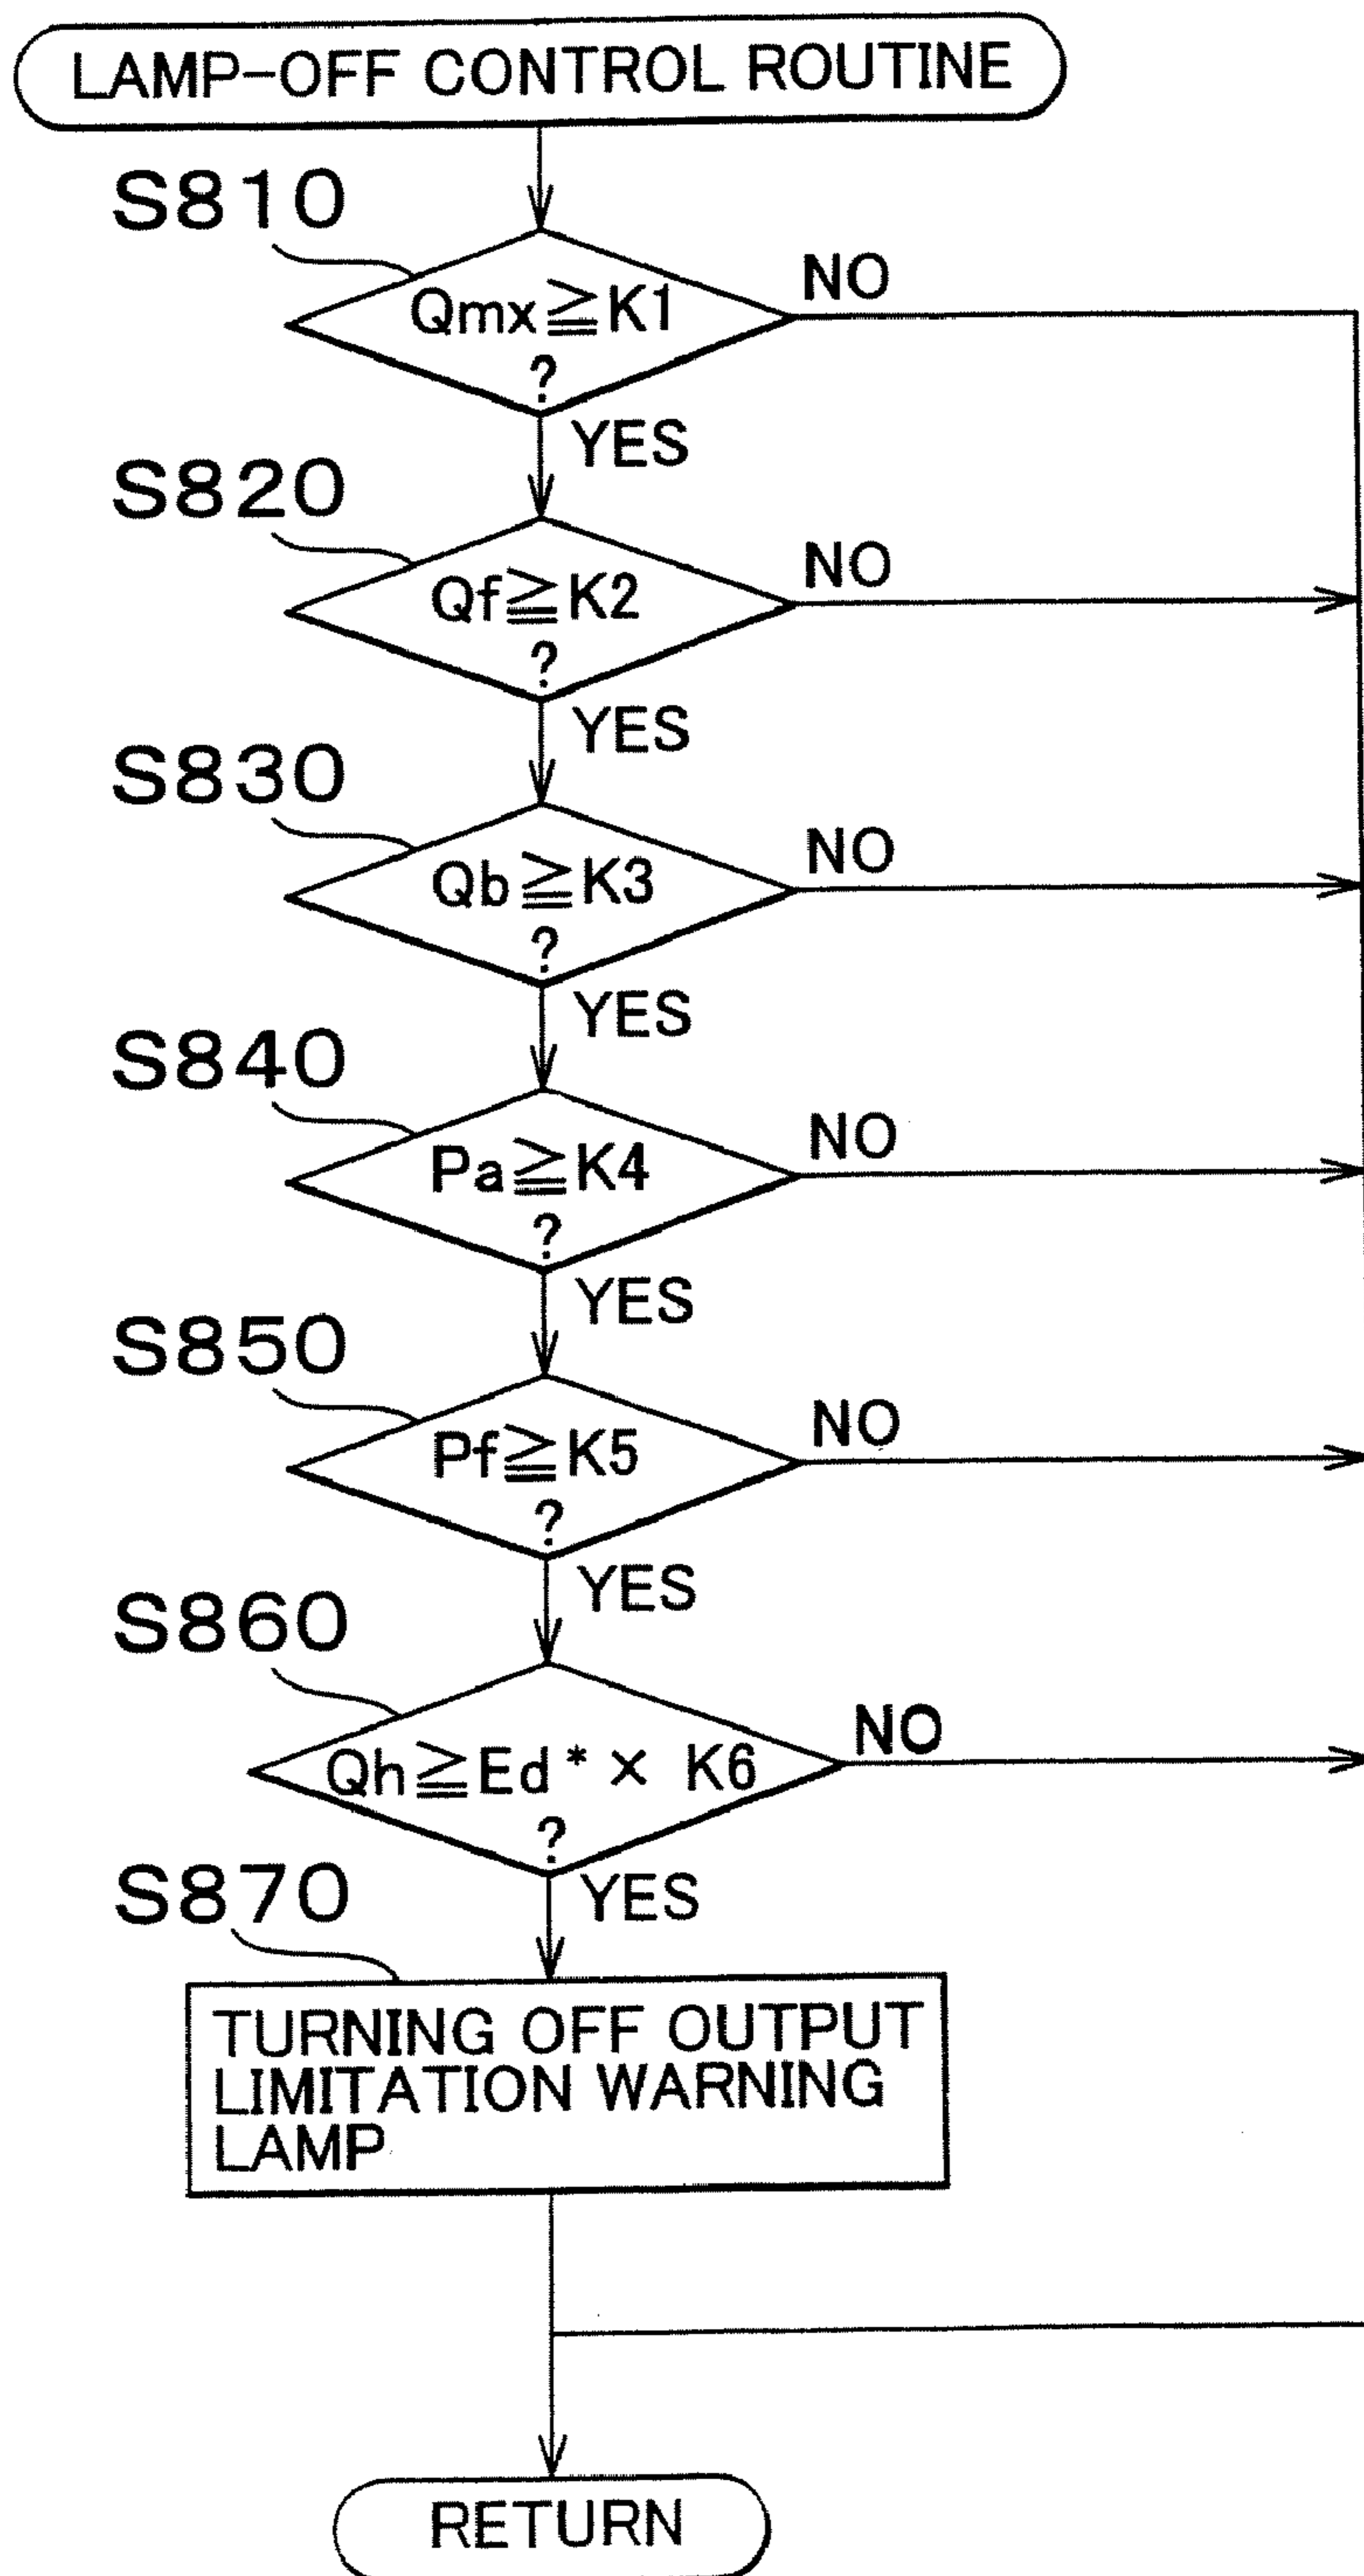 LAMP-OFF CONTROL ROUTINE
S810
Qmx≧K1
?
NO
YES
S820
Qf≧K2
?
NO
YES
S830
Qb≧K3
?
NO
YES
S840
Pa≧K4
?
NO
YES
S850
Pf≧K5
?
NO
YES
S860
Qh≧Ed* × K6
?
NO
YES
S870
TURNING OFF OUTPUT
LIMITATION WARNING
LAMP
RETURN